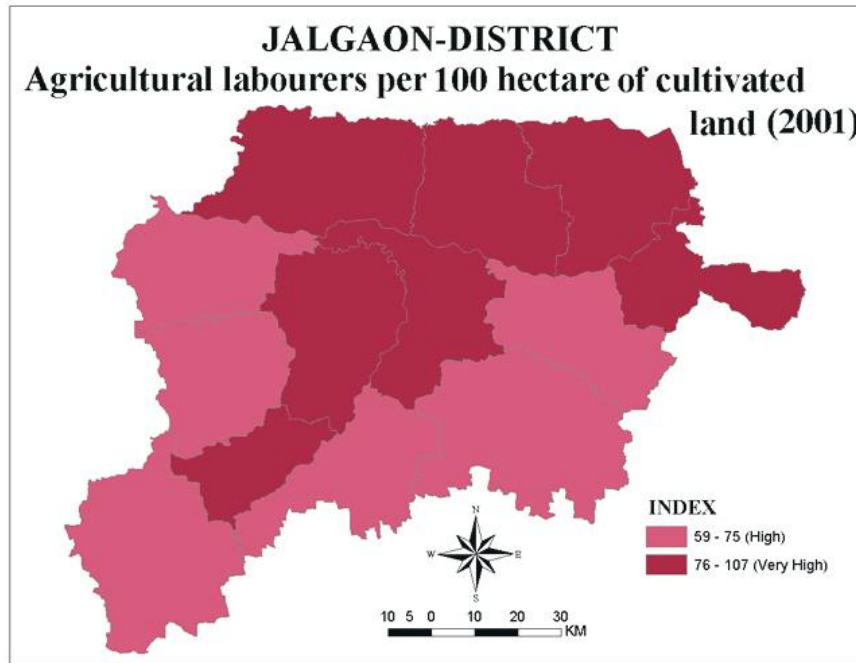 JALGAON-DISTRICT
Agricultural labourers per 100 hectare of cultivated
land (2001)
INDEX
59 - 75 (High)
76 - 107 (Very High)
N
W E
S
10 5 0 10 20 30
KM